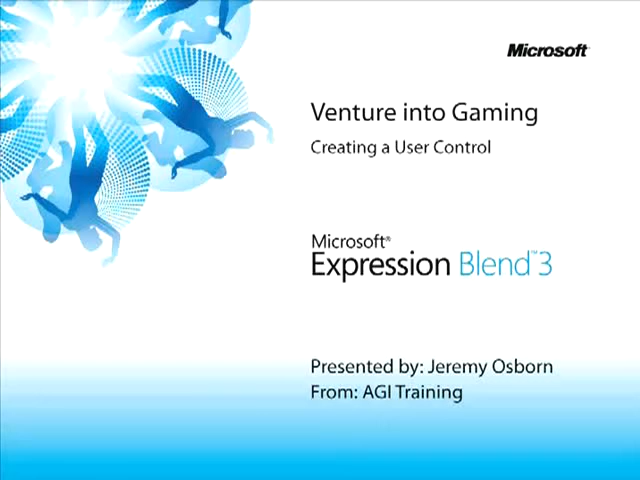 Microsoft
Venture into Gaming
Creating a User Control
Microsoft®
Expression Blend™3
Presented by: Jeremy Osborn
From: AGI Training